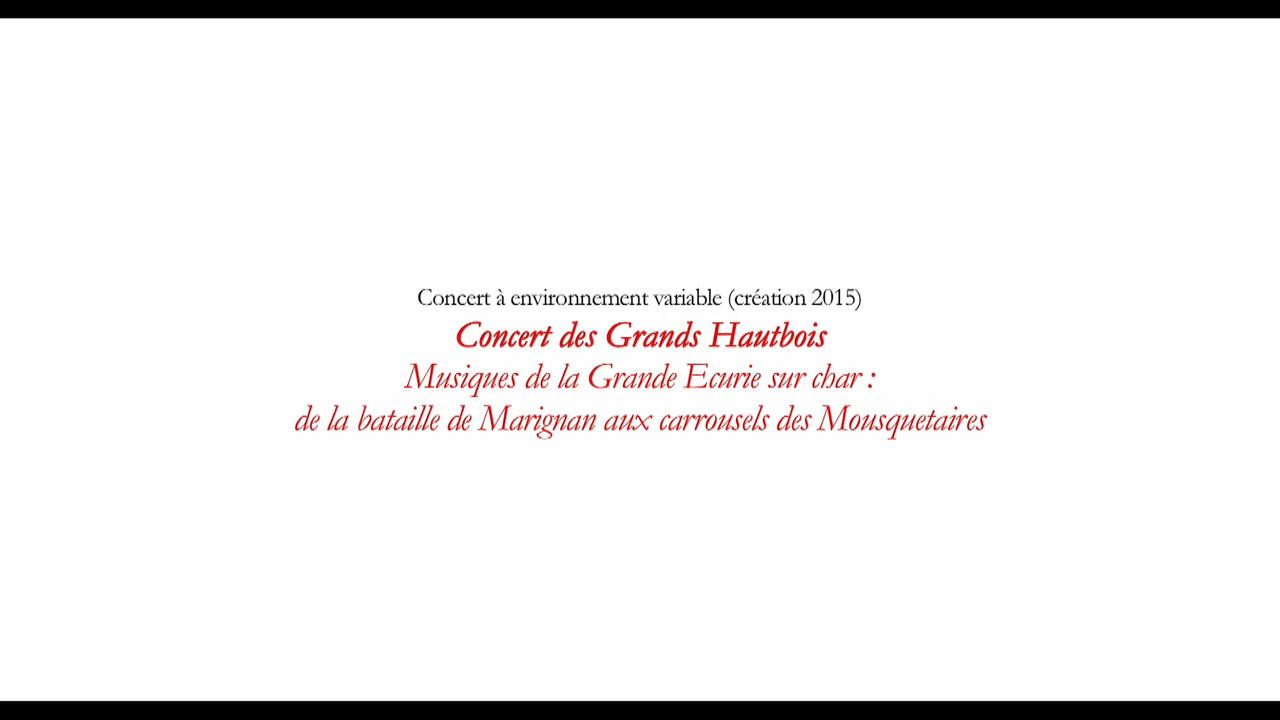 Concert à environnement variable (création 2015)
Concert des Grands Hautbois
Musiques de la Grande Ecurie sur char :
de la bataille de Marignan aux carrousels des Mousquetaires